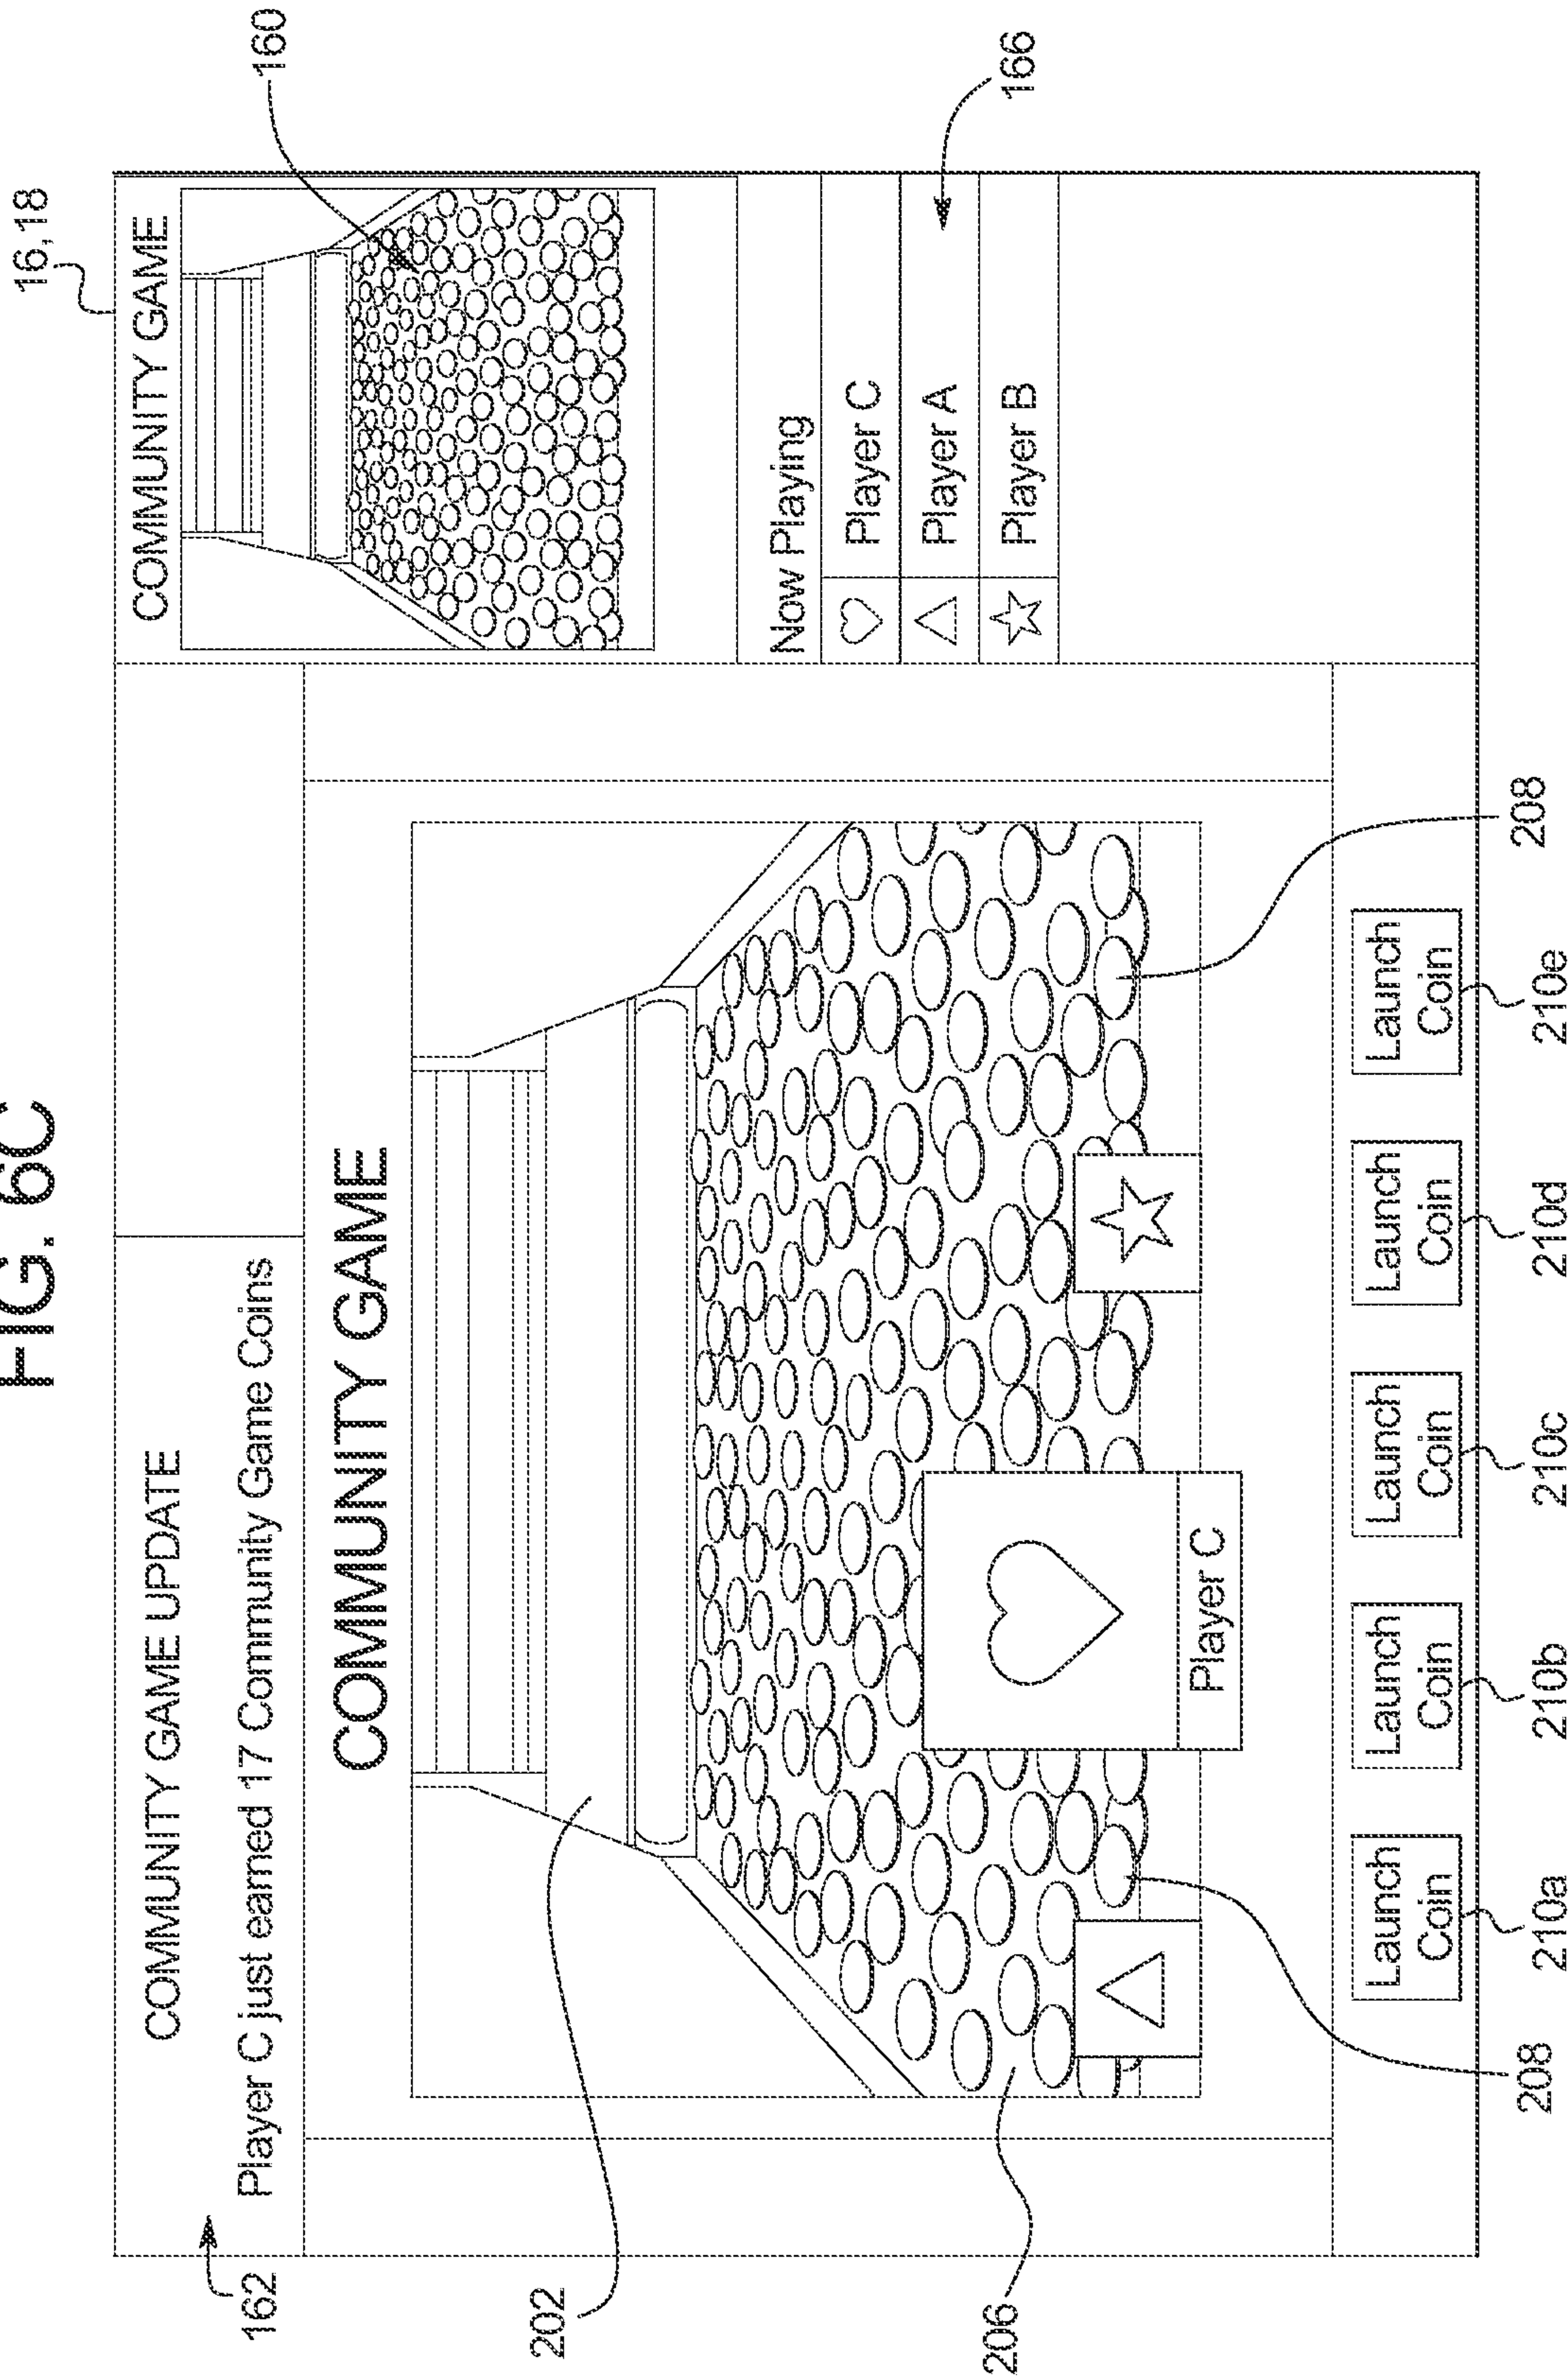 FIG. 6C
16,18
COMMUNITY GAME UPDATE
Player C just earned 17 Community Game Coins
162
COMMUNITY GAME
160
COMMUNITY GAME
202
206
Player C
208
208
Now Playing
Player C
Player A
Player B
166
Launch
Coin
Launch
Coin
Launch
Coin
Launch
Coin
Launch
Coin
210a
210b
210c
210d
210e